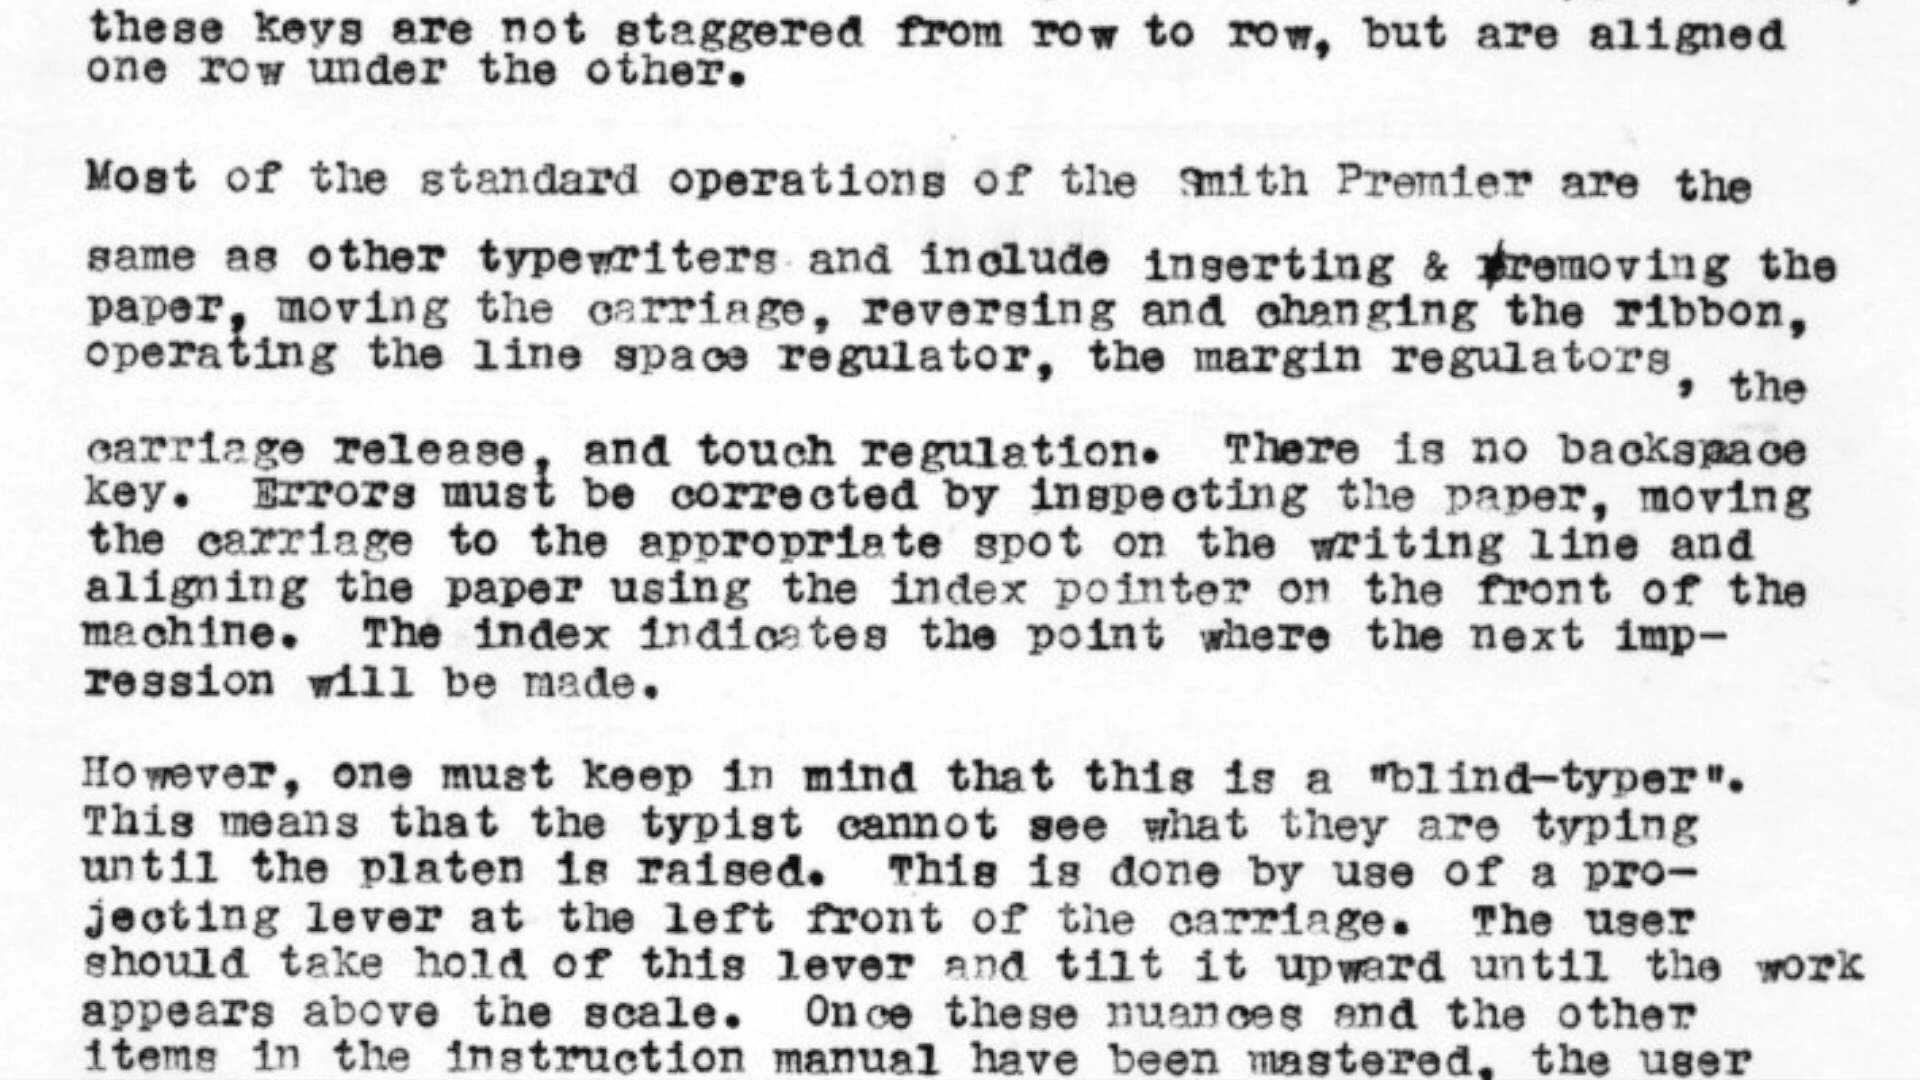 these keys are not staggered from row to row, but are aligned
one row under the other.
Most of the standard operations of the Smith Premier are the
same as other typewriters and include inserting & removing the
paper, moving the carriage, reversing and changing the ribbon,
operating the line space regulator, the margin regulators, the
carriage release, and touch regulation. There is no backspace
key. Errors must be corrected by inspecting the paper, moving
the carriage to the appropriate spot on the writing line and
aligning the paper using the index pointer on the front of the
machine. The index indicates the point where the next imp-
ression will be made.
However, one must keep in mind that this is a "blind-typer".
This means that the typist cannot see what they are typing
until the platen is raised. This is done by use of a pro-
jecting lever at the left front of the carriage. The user
should take hold of this lever and tilt it upward until the work
appears above the scale. Once these nuances and the other
items in the instruction manual have been mastered, the user